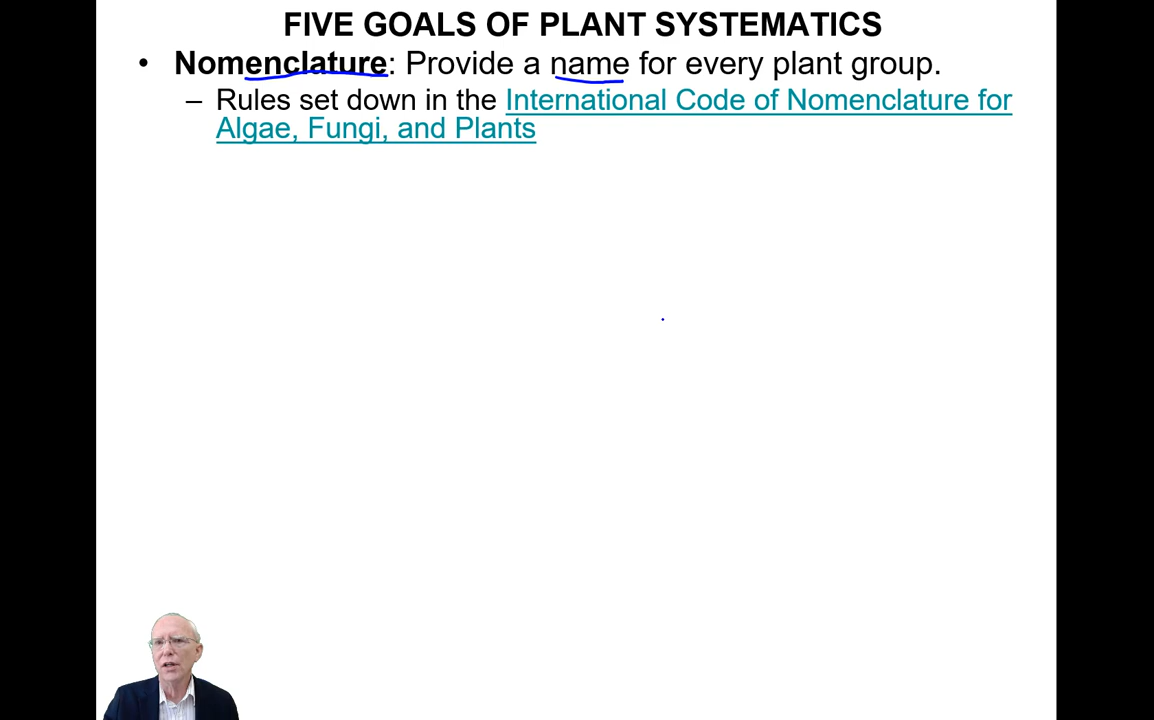 FIVE GOALS OF PLANT SYSTEMATICS
• Nomenclature: Provide a name for every plant group.
– Rules set down in the International Code of Nomenclature for
Algae, Fungi, and Plants